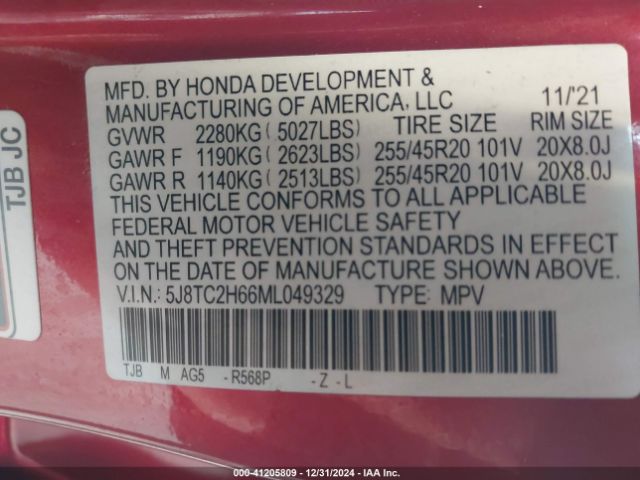 MFD. BY HONDA DEVELOPMENT &
MANUFACTURING OF AMERICA, LLC 11/'21
GVWR 2280KG ( 5027LBS) TIRE SIZE RIM SIZE
GAWR F 1190KG ( 2623LBS) 255/45R20 101V 20X8.0J
GAWR R 1140KG ( 2513LBS) 255/45R20 101V 20X8.0J
THIS VEHICLE CONFORMS TO ALL APPLICABLE
FEDERAL MOTOR VEHICLE SAFETY
AND THEFT PREVENTION STANDARDS IN EFFECT
ON THE DATE OF MANUFACTURE SHOWN ABOVE.
V.I.N.: 5J8TC2H66ML049329 TYPE: MPV
TJB M AG5 -R568P -Z-L
TJB JC
000-41205809 - 12/31/2024 - IAA Inc.